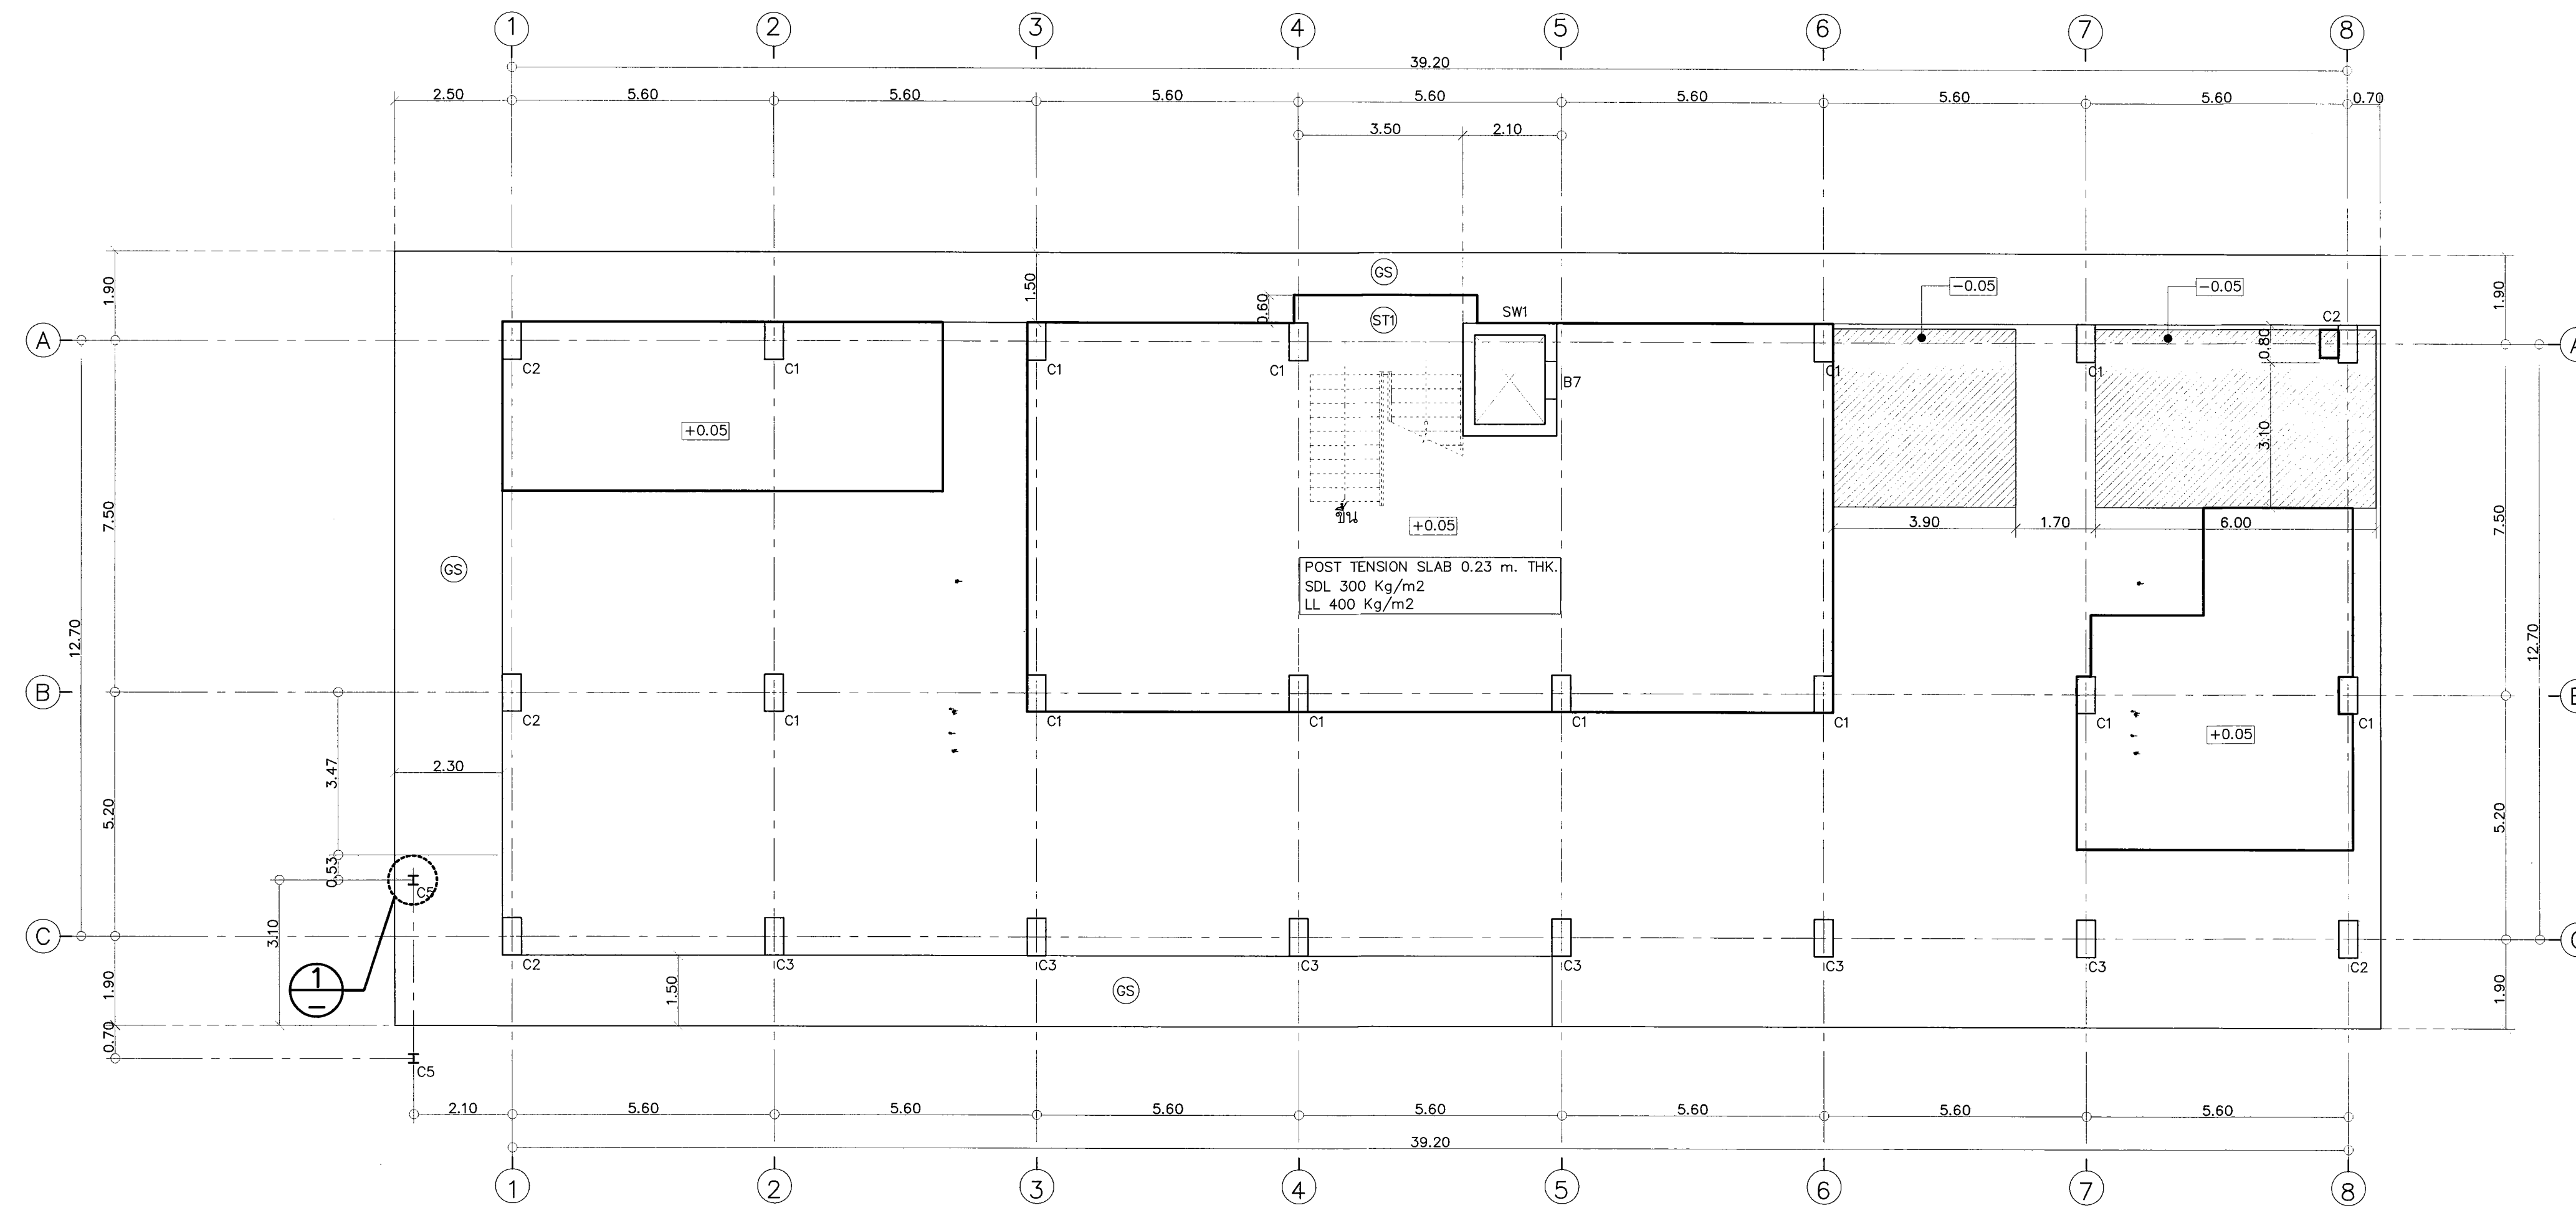 1 2 3 4 5 6 7 8
39.20
2.50 5.60 5.60 5.60 5.60 5.60 5.60 5.60 0.70
3.50 2.10
1.90 1.50 0.60 GS -0.05 -0.05 1.90
ST1 SW1 C2
A A
0.80
C2 C1 C1 C1 B7 C1 C1
+0.05 3.10
7.50 ขึ้น +0.05 3.90 1.70 6.00 7.50
GS
POST TENSION SLAB 0.23 m. THK.
SDL 300 Kg/m2
LL 400 Kg/m2
12.70 12.70
B
C2 C1 C1 C1 C1 C1 C1 C1
+0.05
3.47 2.30
5.20 5.20
0.53 C5
3.10
C
C2 C3 C3 C3 C3 C3 C3 C2
1
–
1.90 1.50 GS 1.90
0.70 C5
2.10 5.60 5.60 5.60 5.60 5.60 5.60 5.60
39.20
1 2 3 4 5 6 7 8